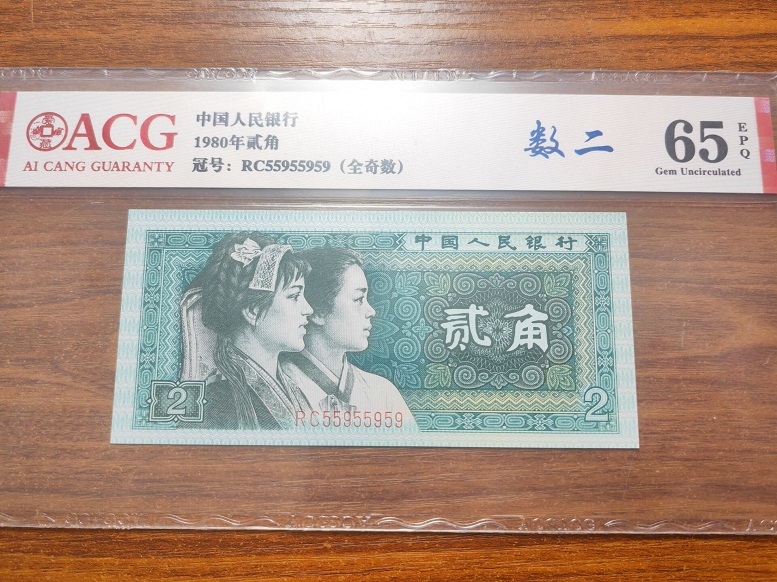 ACG
AI CANG GUARANTY
中国人民银行
1980年贰角
冠号：RC55955959（全奇数）
数二
65
EPQ
Gem Uncirculated
中国人民银行
贰角
2
2
RC55955959